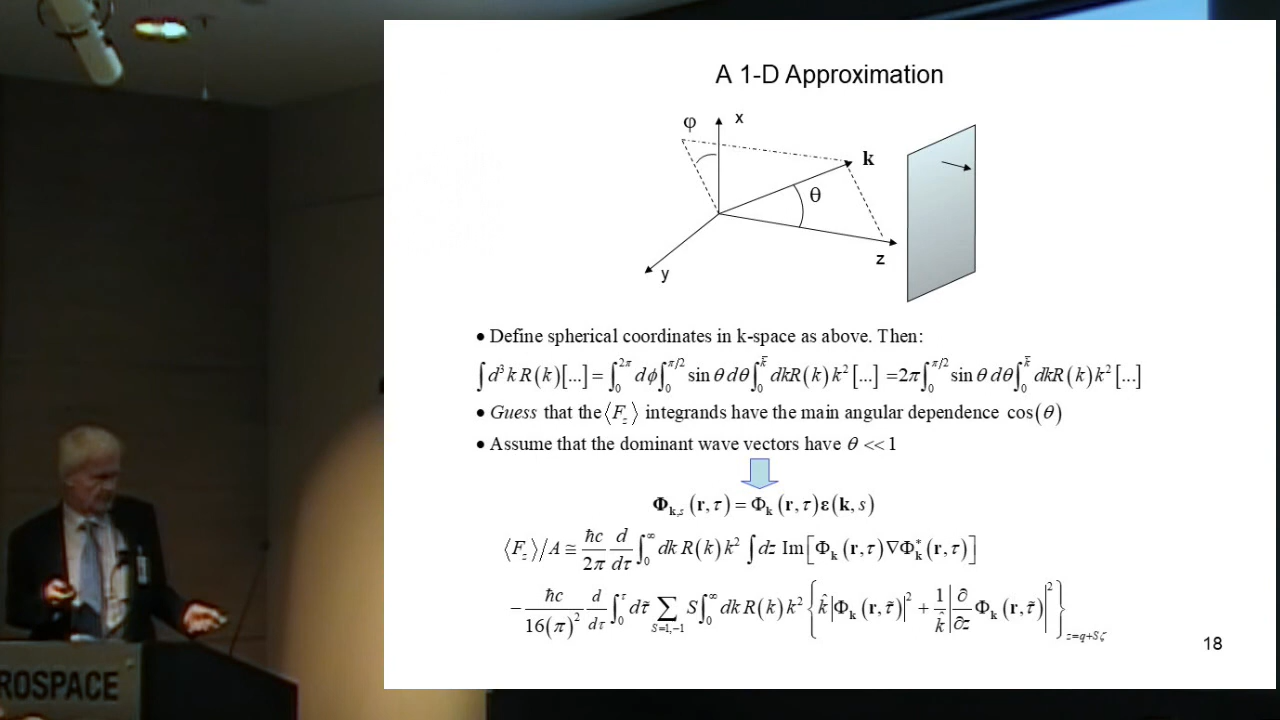 A 1-D Approximation
x
φ
k
θ
z
y
• Define spherical coordinates in k-space as above. Then:
∫d³k R(k)[...] = ∫₀^{2π} dϕ ∫₀^{π/2} sin θ dθ ∫₀^{k̄} dkR(k)k² [...] =2π∫₀^{π/2} sin θ dθ ∫₀^{k̄} dkR(k)k² [...]
• Guess that the ⟨F_z⟩ integrands have the main angular dependence cos(θ)
• Assume that the dominant wave vectors have θ << 1
Φ_{k,s}(r,τ) = Φ_k(r,τ)ε(k,s)
⟨F_z⟩/A ≅ ħc/2π d/dτ ∫₀^∞ dk R(k)k² ∫dz Im[Φ_k(r,τ)∇Φ_k^*(r,τ)]
− ħc/16(π)² d/dτ ∫₀^τ dτ̃ ∑_{S=1,-1} S∫₀^∞ dk R(k)k² {k̂|Φ_k(r,τ̃)|² + 1/k̂ |∂/∂z Φ_k(r,τ̃)|²}_{z=q+Sζ}
18
ROSPACE